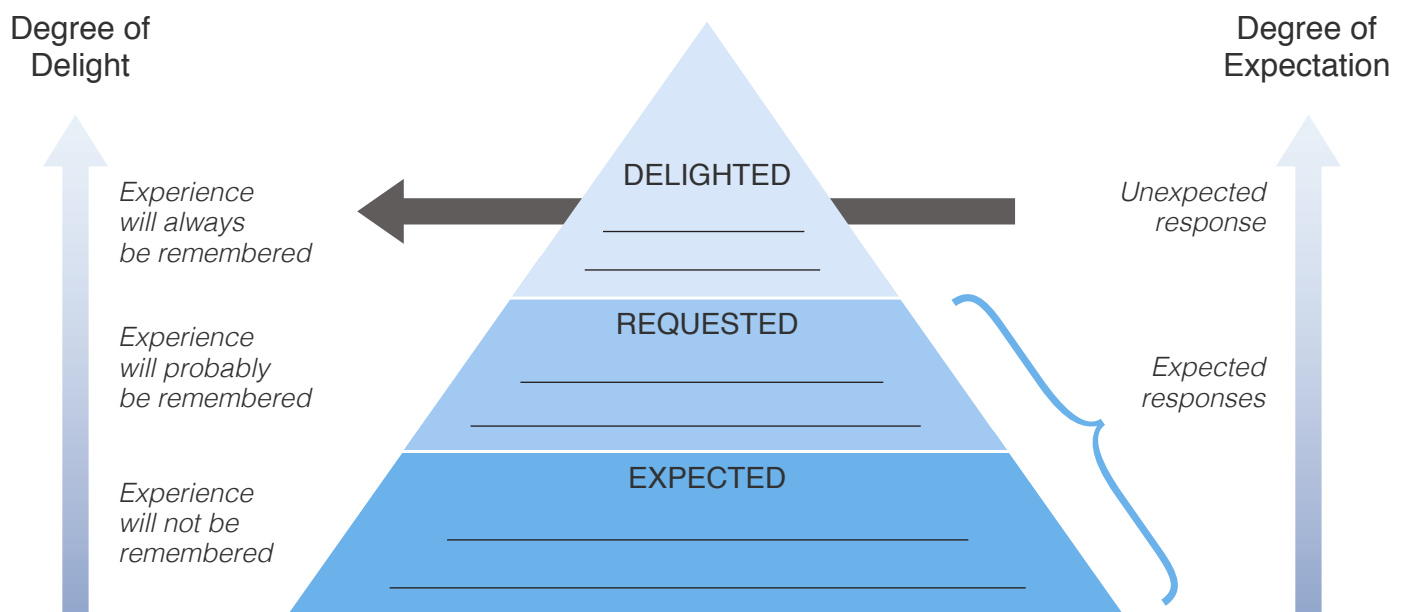 Degree of
Delight
Degree of
Expectation
DELIGHTED
Experience
will always
be remembered
Unexpected
response
REQUESTED
Experience
will probably
be remembered
Expected
responses
EXPECTED
Experience
will not be
remembered